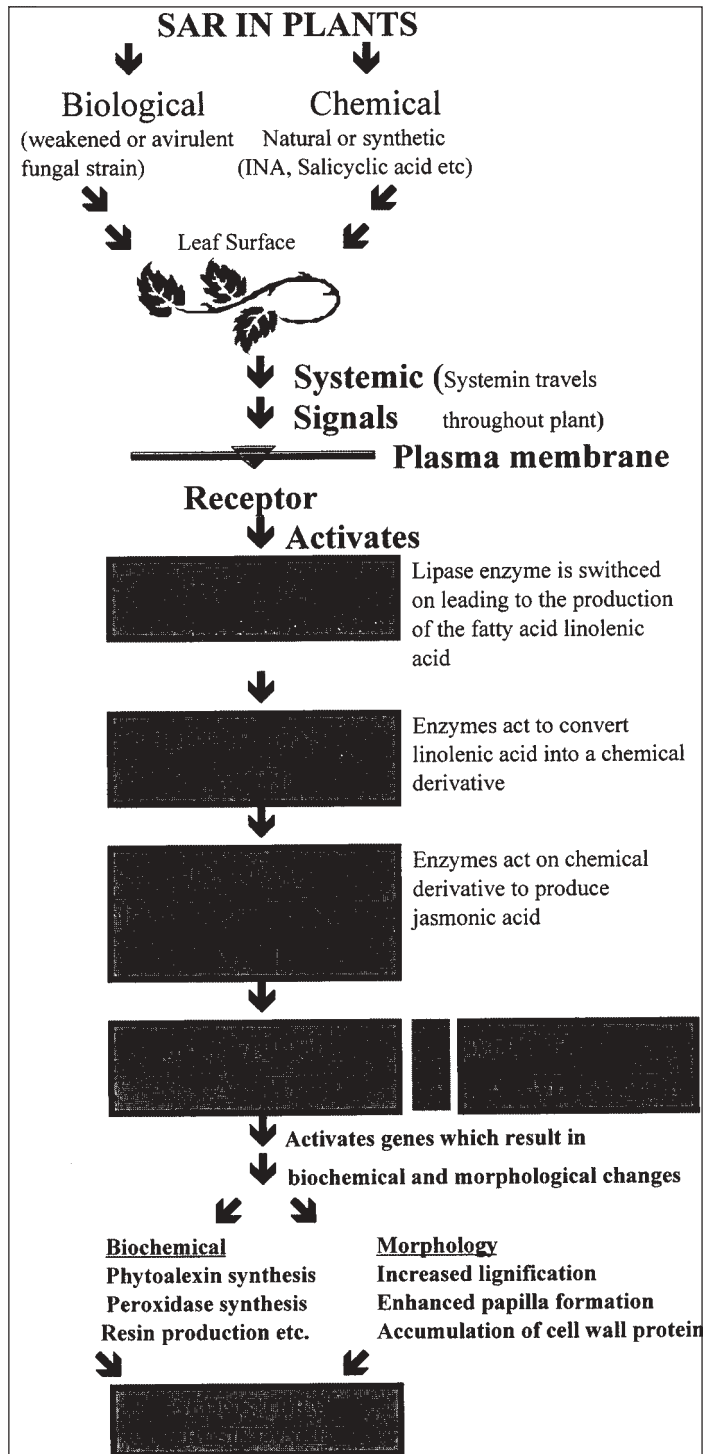 SAR IN PLANTS
Biological
(weakened or avirulent
fungal strain)
Chemical
Natural or synthetic
(INA, Salicyclic acid etc)
Leaf Surface
Systemic (Systemin travels
Signals throughout plant)
Plasma membrane
Receptor
Activates
Lipase enzyme is swithced
on leading to the production
of the fatty acid linolenic
acid
Enzymes act to convert
linolenic acid into a chemical
derivative
Enzymes act on chemical
derivative to produce
jasmonic acid
Activates genes which result in
biochemical and morphological changes
Biochemical
Phytoalexin synthesis
Peroxidase synthesis
Resin production etc.
Morphology
Increased lignification
Enhanced papilla formation
Accumulation of cell wall protein